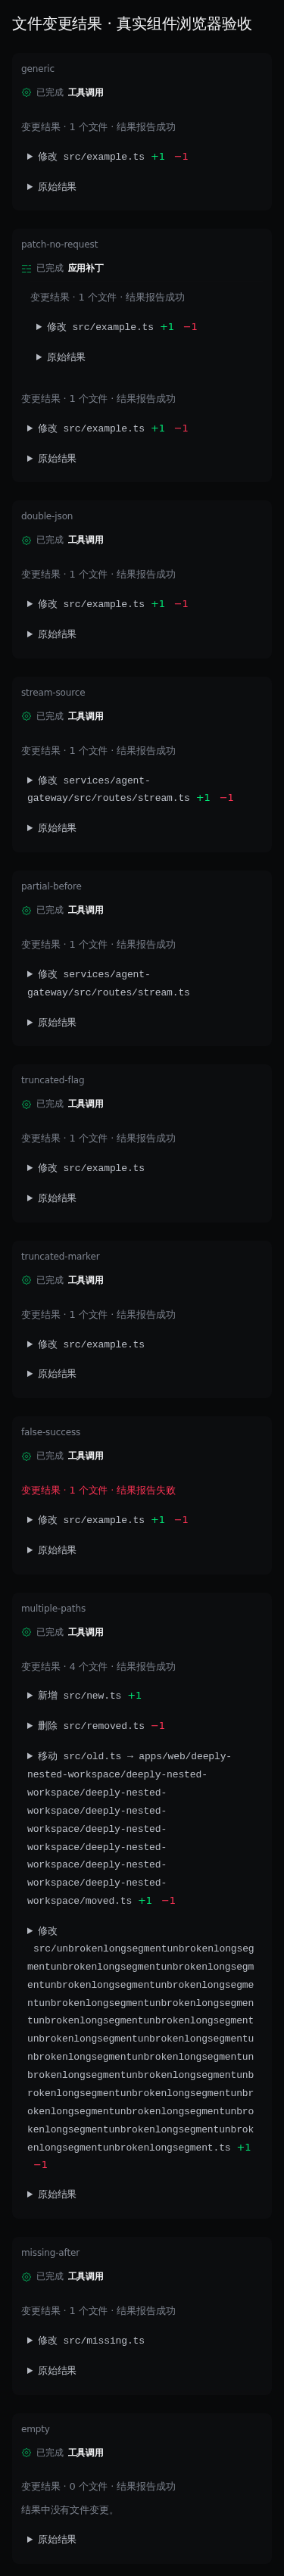 文件变更结果 · 真实组件浏览器验收
generic
已完成 工具调用
变更结果 · 1 个文件 · 结果报告成功
▶ 修改 src/example.ts +1 −1
▶ 原始结果
patch-no-request
已完成 应用补丁
变更结果 · 1 个文件 · 结果报告成功
▶ 修改 src/example.ts +1 −1
▶ 原始结果
变更结果 · 1 个文件 · 结果报告成功
▶ 修改 src/example.ts +1 −1
▶ 原始结果
double-json
已完成 工具调用
变更结果 · 1 个文件 · 结果报告成功
▶ 修改 src/example.ts +1 −1
▶ 原始结果
stream-source
已完成 工具调用
变更结果 · 1 个文件 · 结果报告成功
▶ 修改 services/agent-
gateway/src/routes/stream.ts +1 −1
▶ 原始结果
partial-before
已完成 工具调用
变更结果 · 1 个文件 · 结果报告成功
▶ 修改 services/agent-
gateway/src/routes/stream.ts
▶ 原始结果
truncated-flag
已完成 工具调用
变更结果 · 1 个文件 · 结果报告成功
▶ 修改 src/example.ts
▶ 原始结果
truncated-marker
已完成 工具调用
变更结果 · 1 个文件 · 结果报告成功
▶ 修改 src/example.ts
▶ 原始结果
false-success
已完成 工具调用
变更结果 · 1 个文件 · 结果报告失败
▶ 修改 src/example.ts +1 −1
▶ 原始结果
multiple-paths
已完成 工具调用
变更结果 · 4 个文件 · 结果报告成功
▶ 新增 src/new.ts +1
▶ 删除 src/removed.ts −1
▶ 移动 src/old.ts → apps/web/deeply-
nested-workspace/deeply-nested-
workspace/deeply-nested-
workspace/deeply-nested-
workspace/deeply-nested-
workspace/deeply-nested-
workspace/deeply-nested-
workspace/deeply-nested-
workspace/moved.ts +1 −1
▶ 修改
src/unbrokenlongsegmentunbrokenlongseg
mentunbrokenlongsegmentunbrokenlongsegm
entunbrokenlongsegmentunbrokenlongsegme
ntunbrokenlongsegmentunbrokenlongsegmen
tunbrokenlongsegmentunbrokenlongsegment
unbrokenlongsegmentunbrokenlongsegmentu
nbrokenlongsegmentunbrokenlongsegmentun
brokenlongsegmentunbrokenlongsegmentunb
rokenlongsegmentunbrokenlongsegmentunbr
okenlongsegmentunbrokenlongsegmentunbro
kenlongsegmentunbrokenlongsegmentunbrok
enlongsegmentunbrokenlongsegment.ts +1
−1
▶ 原始结果
missing-after
已完成 工具调用
变更结果 · 1 个文件 · 结果报告成功
▶ 修改 src/missing.ts
▶ 原始结果
empty
已完成 工具调用
变更结果 · 0 个文件 · 结果报告成功
结果中没有文件变更。
▶ 原始结果